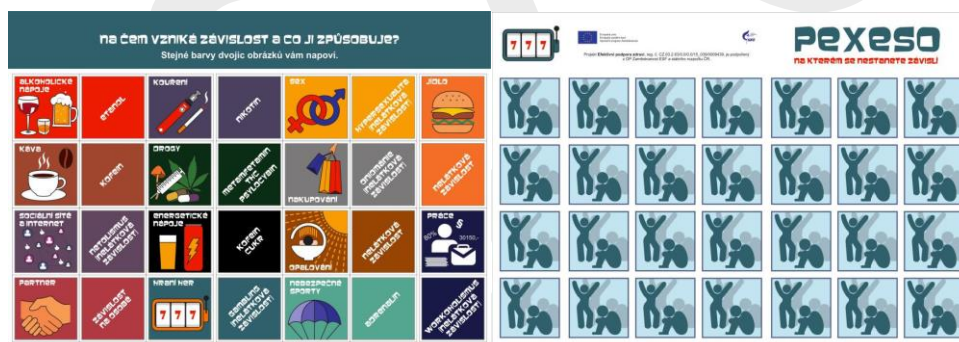 na čem vzniká závislost a co ji způsobuje?
Stejné barvy dvojic obrázků vám napoví.
alkoholické
nápoje
etanol
kouření
nikotin
sex
hypersexualita
(nelátková
závislost)
jídlo
káva
kofein
drogy
metamfetamin
THC
psylocybin
nakupování
oniomanie
(nelátková
závislost)
nelátková
závislost
sociální sítě
a internet
netolismus
(nelátková
závislost)
energetické
nápoje
kofein
cukr
opalování
nelátková
závislost
práce
$
80%
30150,-
partner
závislost
na osobě
hraní her
777
gambling
(nelátková
závislost)
nebezpečné
sporty
adrenalin
workoholismus
(nelátková
závislost)
777
pexeso
na kterém se nestanete závislí